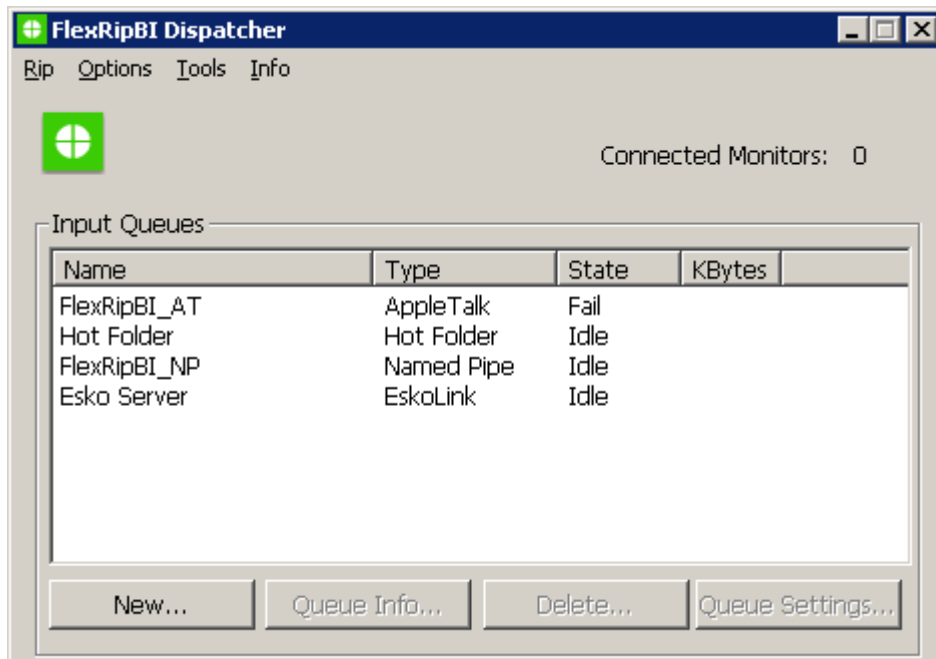 FlexRipBI Dispatcher
Rip Options Tools Info
Connected Monitors: 0
Input Queues
Name Type State KBytes
FlexRipBI_AT AppleTalk Fail
Hot Folder Hot Folder Idle
FlexRipBI_NP Named Pipe Idle
Esko Server EskoLink Idle
New... Queue Info... Delete... Queue Settings...